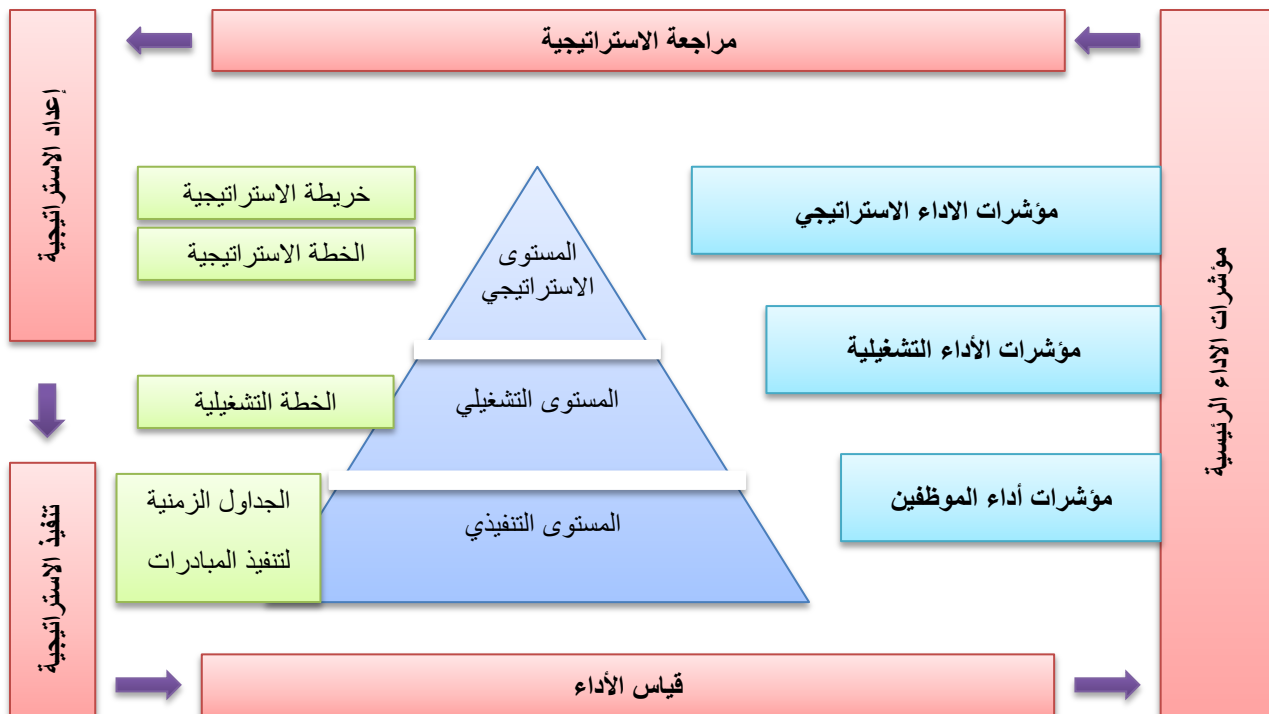 مراجعة الاستراتيجية
مؤشرات الاداء الرئيسية
إعداد الاستراتيجية
مؤشرات الاداء الاستراتيجي
المستوى
الاستراتيجي
خريطة الاستراتيجية
الخطة الاستراتيجية
مؤشرات الأداء التشغيلية
المستوى التشغيلي
الخطة التشغيلية
مؤشرات أداء الموظفين
المستوى التنفيذي
الجداول الزمنية
لتنفيذ المبادرات
تنفيذ الاستراتيجية
قياس الأداء